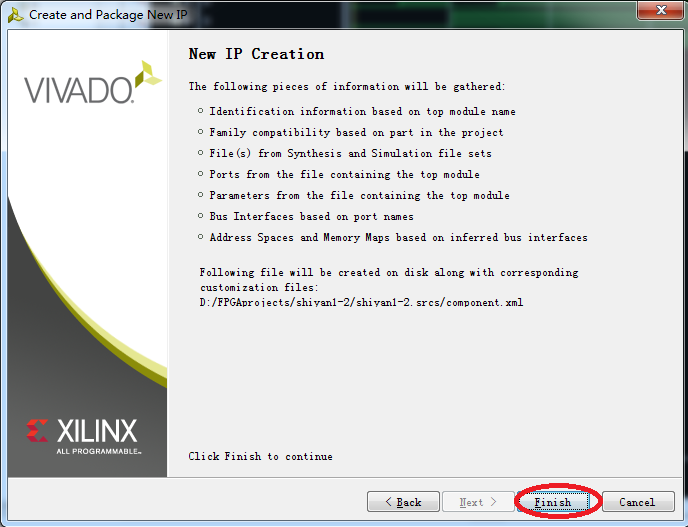 Create and Package New IP
VIVADO
New IP Creation
The following pieces of information will be gathered:
Identification information based on top module name
Family compatibility based on part in the project
File(s) from Synthesis and Simulation file sets
Ports from the file containing the top module
Parameters from the file containing the top module
Bus Interfaces based on port names
Address Spaces and Memory Maps based on inferred bus interfaces
Following file will be created on disk along with corresponding
customization files:
D:/FPGAprojects/shiyan1-2/shiyan1-2.srcs/component.xml
XILINX
ALL PROGRAMMABLE™
Click Finish to continue
< Back
Next >
Finish
Cancel